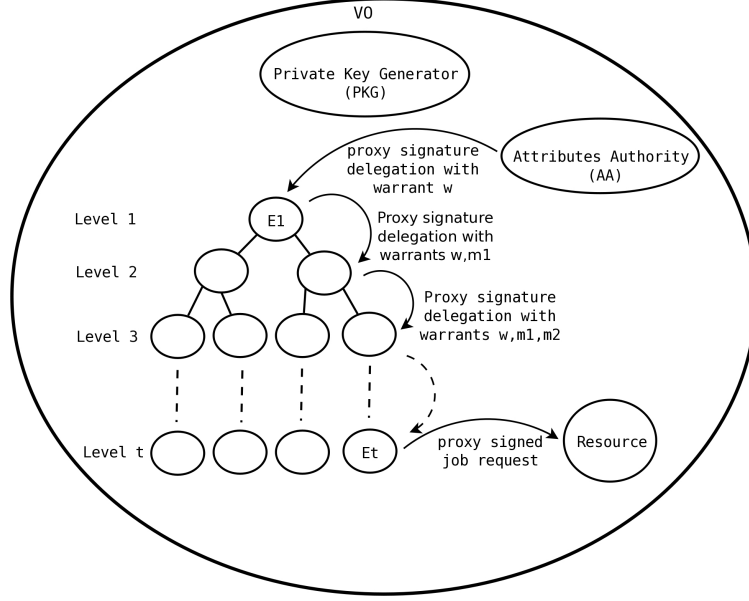 VO
Private Key Generator
(PKG)
Attributes Authority
(AA)
proxy signature
delegation with
warrant w
Level 1
E1
Proxy signature
delegation with
warrants w,m1
Level 2
Proxy signature
delegation with
warrants w,m1,m2
Level 3
Level t
Et
proxy signed
job request
Resource